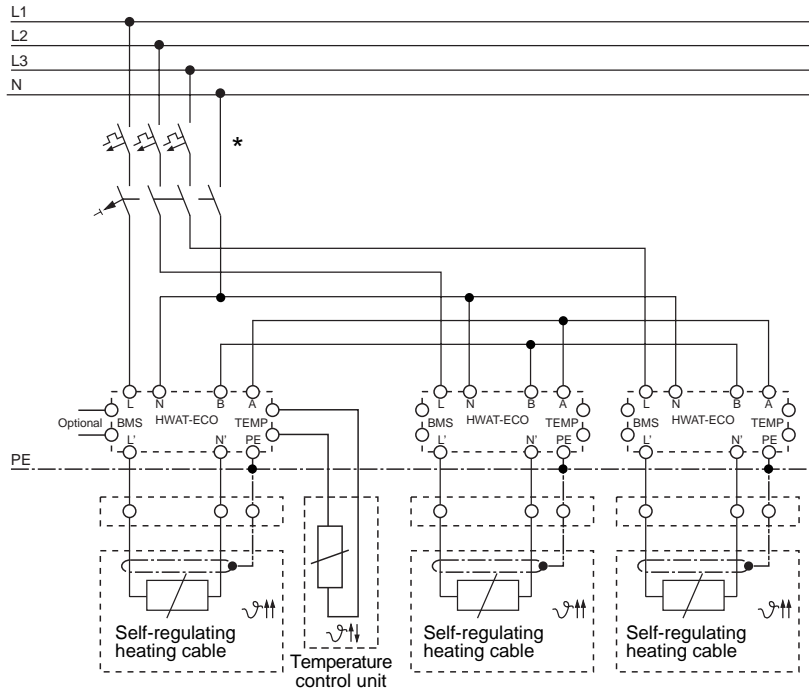 L1
L2
L3
N
*
L N B A
L N B A
L N B A
Optional BMS HWAT-ECO TEMP
BMS HWAT-ECO TEMP
BMS HWAT-ECO TEMP
L' N' PE
L' N' PE
L' N' PE
PE
Self-regulating
heating cable
Temperature
control unit
Self-regulating
heating cable
Self-regulating
heating cable